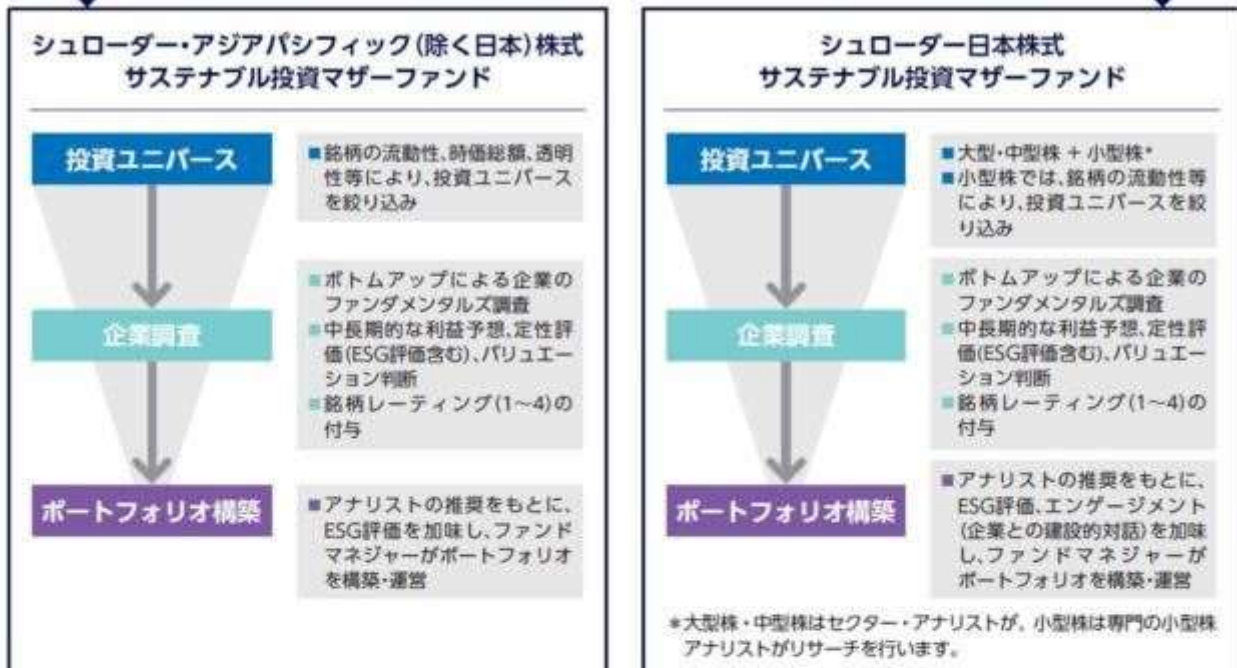 シュローダー・アジアパシフィック(除く日本)株式
サステナブル投資マザーファンド
投資ユニバース
■銘柄の流動性、時価総額、透明
性等により、投資ユニバース
を絞り込み
企業調査
■ボトムアップによる企業の
ファンダメンタルズ調査
■中長期的な利益予想、定性評
価(ESG評価含む)、バリュエー
ション判断
■銘柄レーティング(1~4)の
付与
ポートフォリオ構築
■アナリストの推奨をもとに、
ESG評価を加味し、ファンド
マネジャーがポートフォリオ
を構築・運営
シュローダー日本株式
サステナブル投資マザーファンド
投資ユニバース
■大型・中型株 + 小型株*
■小型株では、銘柄の流動性等
により、投資ユニバースを絞
り込み
企業調査
■ボトムアップによる企業の
ファンダメンタルズ調査
■中長期的な利益予想、定性評
価(ESG評価含む)、バリュエー
ション判断
■銘柄レーティング(1~4)の
付与
ポートフォリオ構築
■アナリストの推奨をもとに、
ESG評価、エンゲージメント
(企業との建設的対話)を加味
し、ファンドマネジャーが
ポートフォリオを構築・運営
*大型株・中型株はセクター・アナリストが、小型株は専門の小型株
アナリストがリサーチを行います。